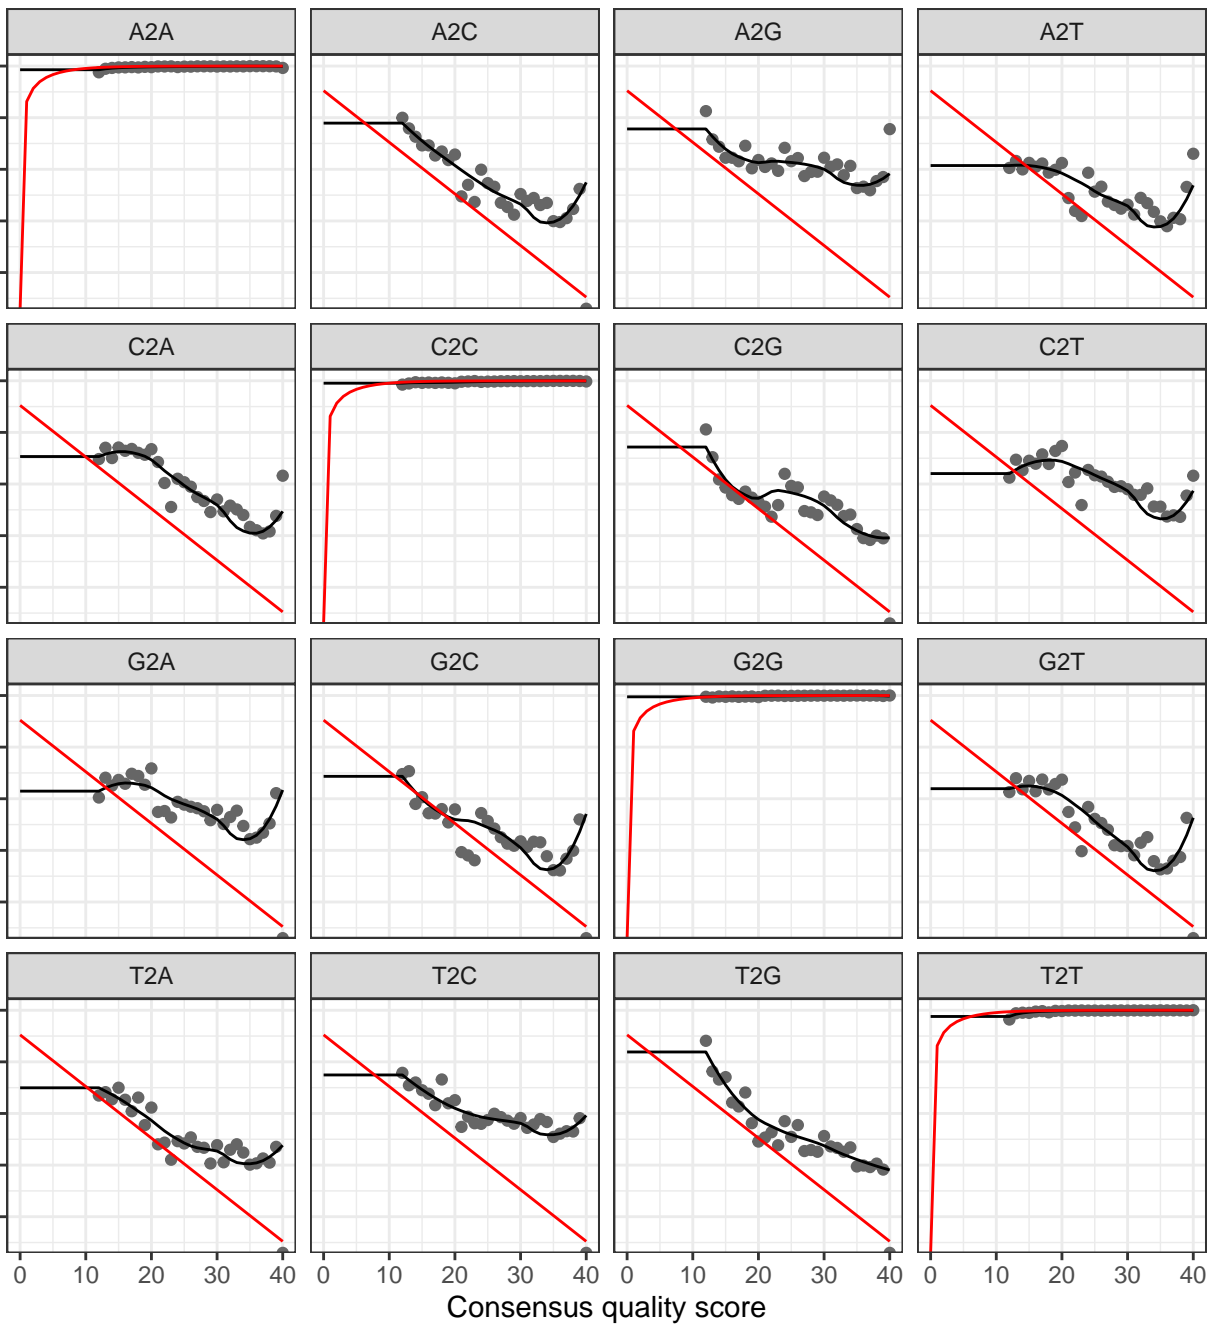 A2A A2C A2G A2T
C2A C2C C2G C2T
G2A G2C G2G G2T
T2A T2C T2G T2T
0 10 20 30 40 0 10 20 30 40 0 10 20 30 40 0 10 20 30 40
Consensus quality score